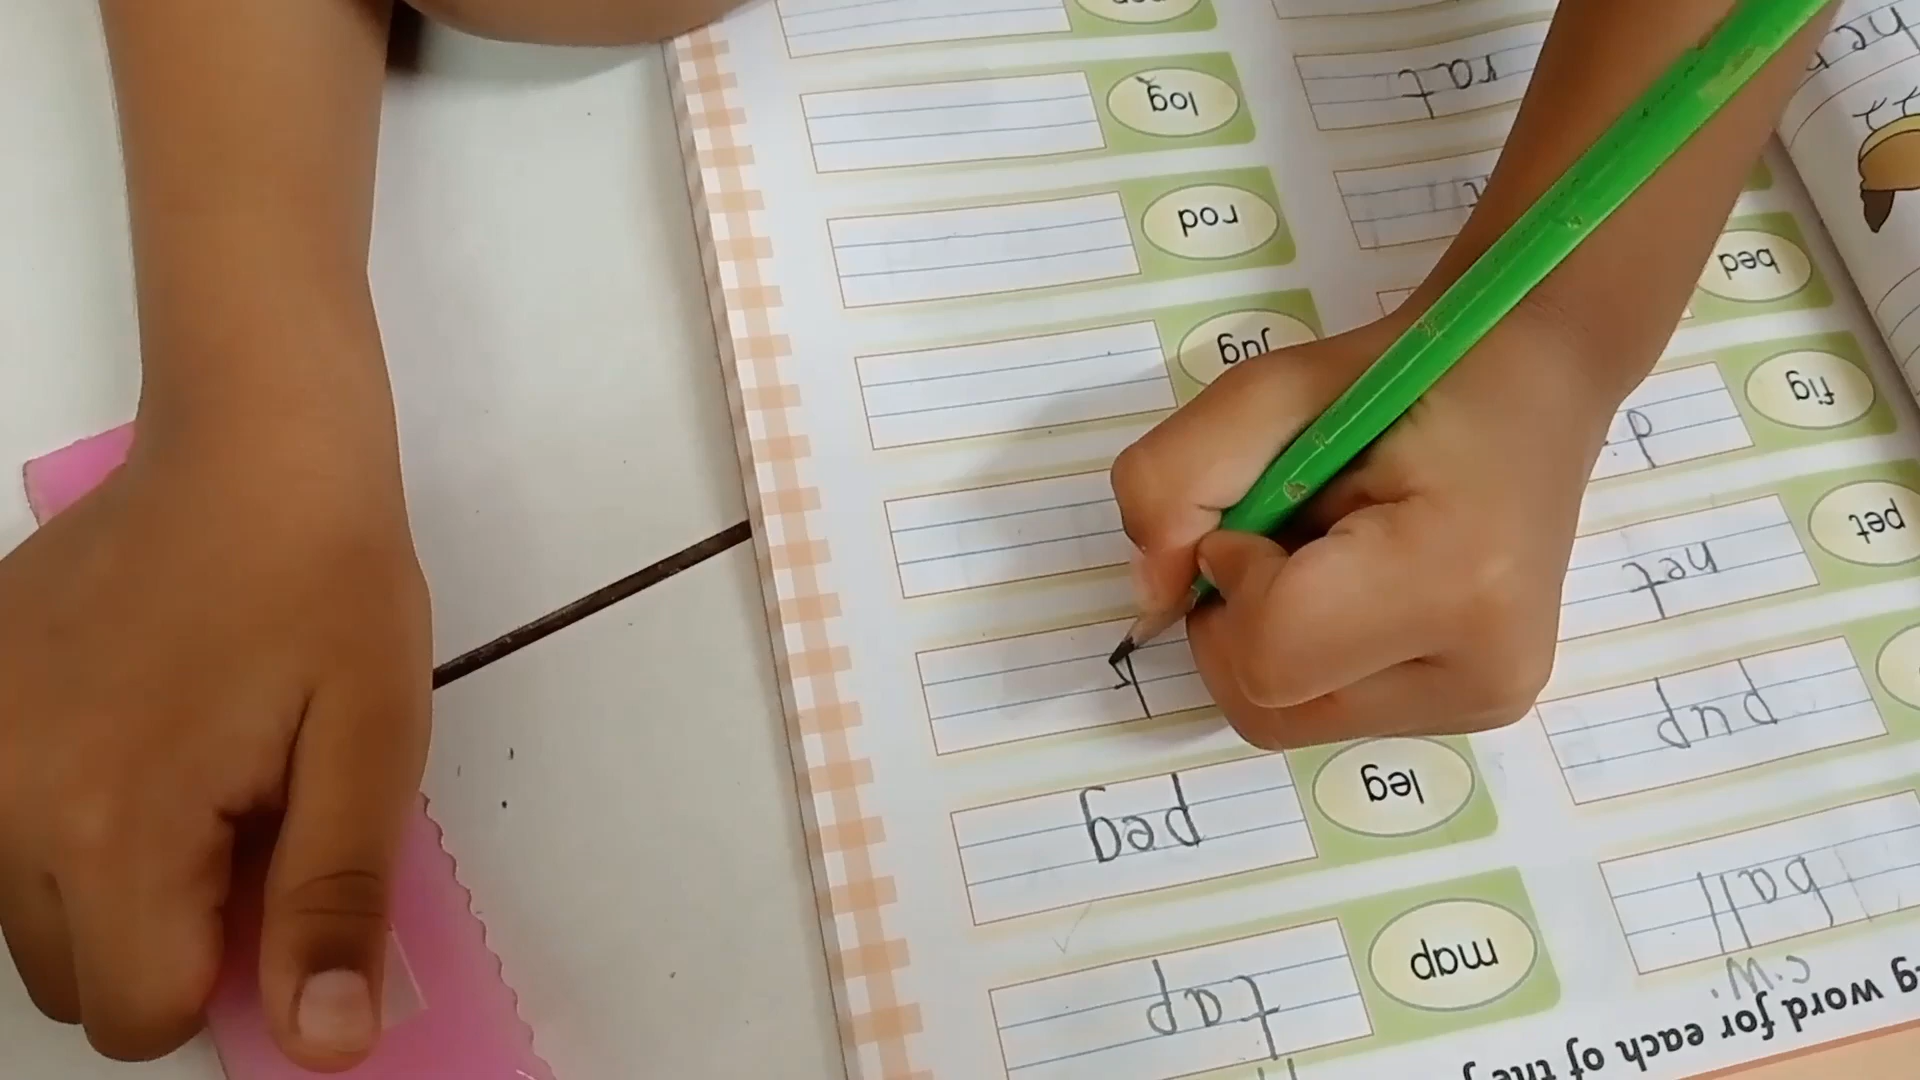 g word for each of the
C.W.
ball
map tap
pup
leg peg
pet net
fig
bed
jug
rod
rat
log